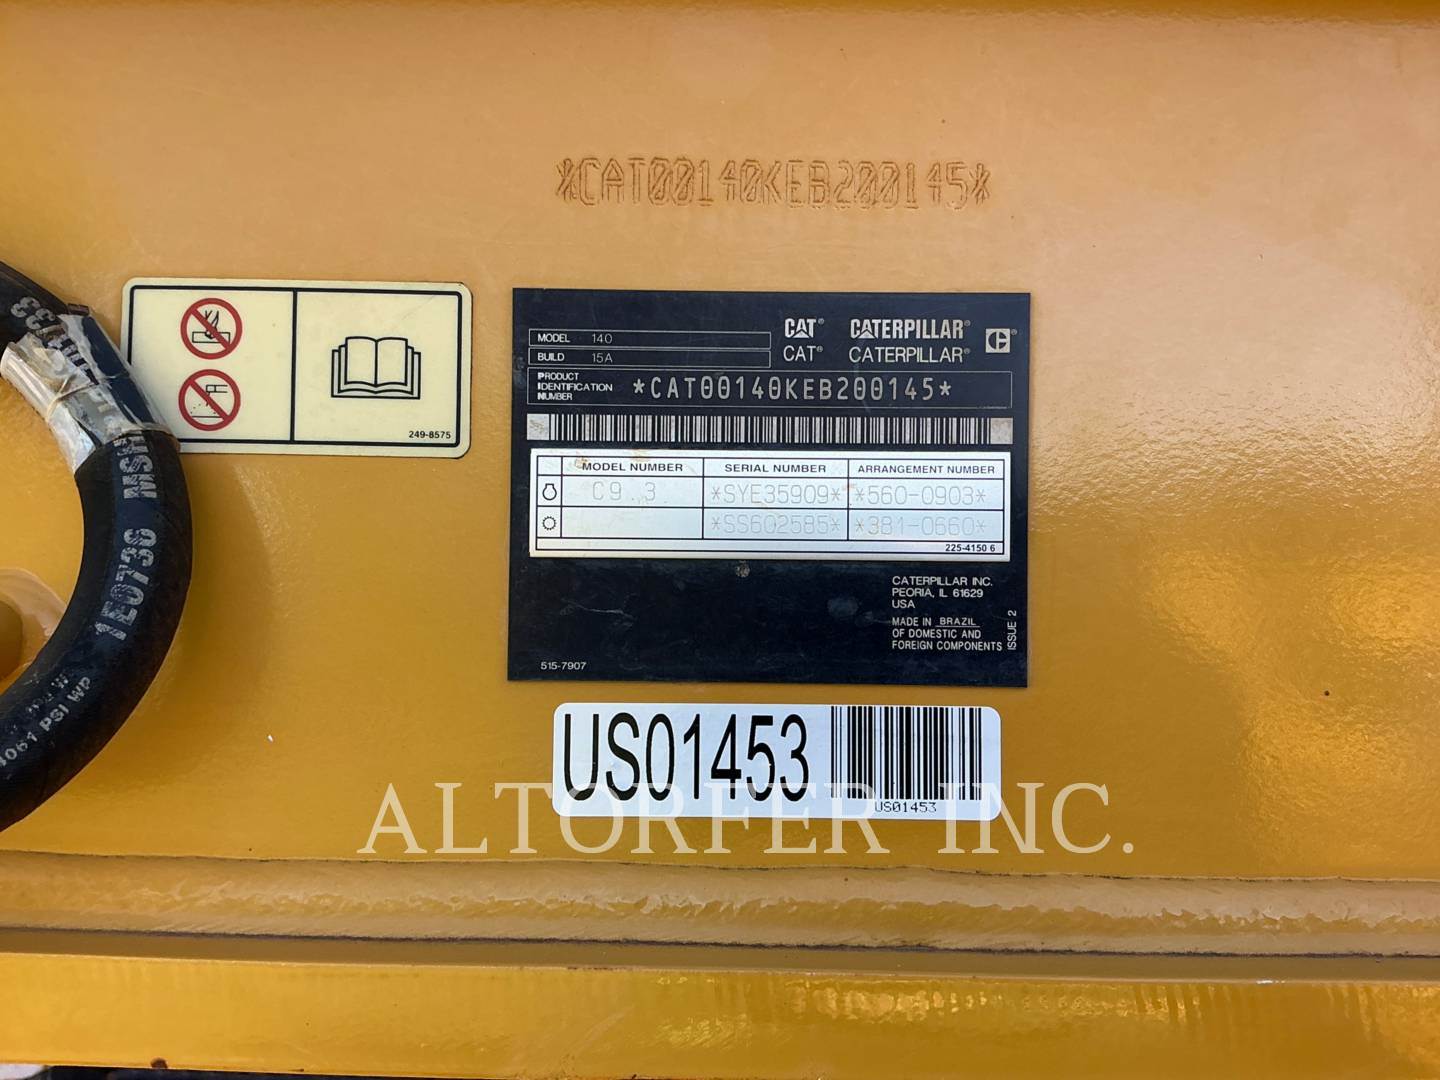 *CAT00140KEB200145*
249-8575
MODEL 140
BUILD 15A
CAT® CATERPILLAR®
CAT® CATERPILLAR®
PRODUCT IDENTIFICATION NUMBER *CAT00140KEB200145*
MODEL NUMBER SERIAL NUMBER ARRANGEMENT NUMBER
C9.3 *SYE35909* *560-0903*
*SS602585* *381-0660*
225-4150 6
CATERPILLAR INC.
PEORIA, IL 61629
USA
MADE IN BRAZIL
OF DOMESTIC AND
FOREIGN COMPONENTS
ISSUE 2
515-7907
US01453
US01453
PSI WP
ALTORFER INC.